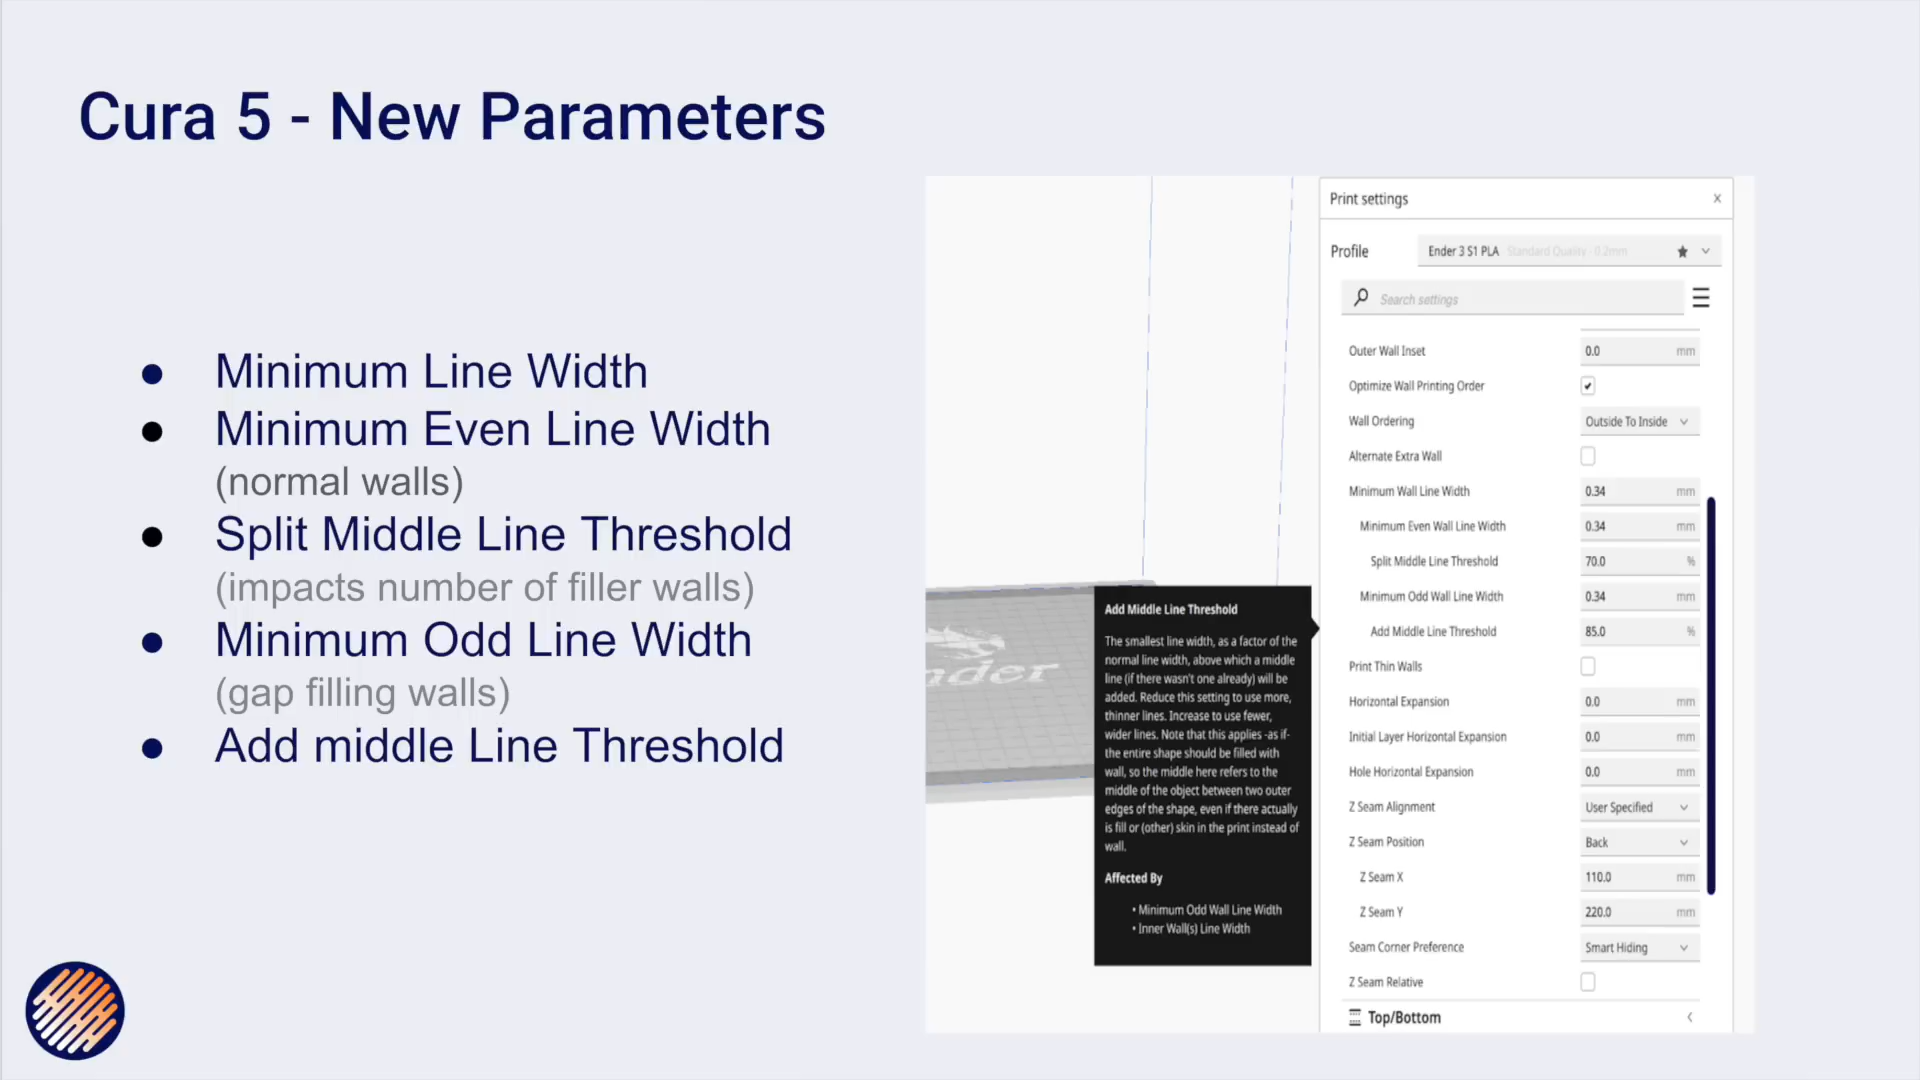 Cura 5 - New Parameters
Minimum Line Width
Minimum Even Line Width
(normal walls)
Split Middle Line Threshold
(impacts number of filler walls)
Minimum Odd Line Width
(gap filling walls)
Add middle Line Threshold
Print settings x
Profile Ender 3 S1 PLA Standard Quality - 0.2mm
Search settings
Outer Wall Inset 0.0 mm
Optimize Wall Printing Order
Wall Ordering Outside To Inside
Alternate Extra Wall
Minimum Wall Line Width 0.34 mm
Minimum Even Wall Line Width 0.34 mm
Split Middle Line Threshold 70.0 %
Minimum Odd Wall Line Width 0.34 mm
Add Middle Line Threshold 85.0 %
Print Thin Walls
Horizontal Expansion 0.0 mm
Initial Layer Horizontal Expansion 0.0 mm
Hole Horizontal Expansion 0.0 mm
Z Seam Alignment User Specified
Z Seam Position Back
Z Seam X 110.0 mm
Z Seam Y 220.0 mm
Seam Corner Preference Smart Hiding
Z Seam Relative
Top/Bottom
Add Middle Line Threshold
The smallest line width, as a factor of the
normal line width, above which a middle
line (if there wasn't one already) will be
added. Reduce this setting to use more,
thinner lines. Increase to use fewer,
wider lines. Note that this applies -as if-
the entire shape should be filled with
wall, so the middle here refers to the
middle of the object between two outer
edges of the shape, even if there actually
is fill or (other) skin in the print instead of
wall.
Affected By
• Minimum Odd Wall Line Width
• Inner Wall(s) Line Width
nder